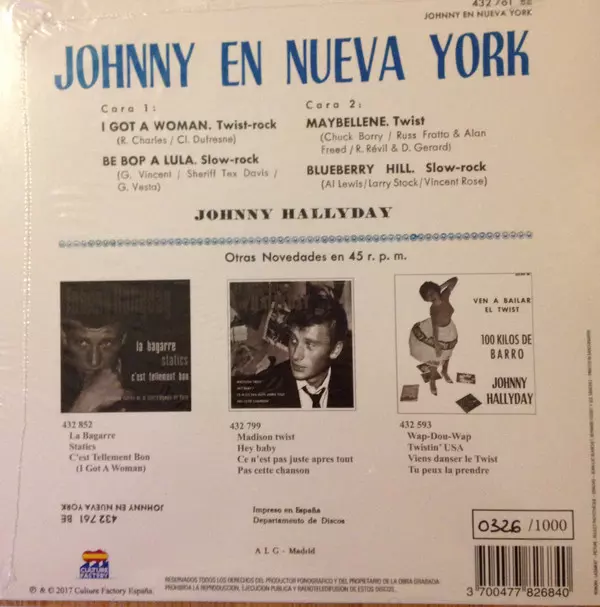 432 761 BE
JOHNNY EN NUEVA YORK
JOHNNY EN NUEVA YORK
Cara 1:
I GOT A WOMAN. Twist-rock
(R. Charles / Cl. Dufresne)
BE BOP A LULA. Slow-rock
(G. Vincent / Sheriff Tex Davis /
G. Vesta)
Cara 2:
MAYBELLENE. Twist
(Chuck Borry / Russ Fratto & Alan
Freed / R. Révil & D. Gerard)
BLUEBERRY HILL. Slow-rock
(Al Lewis/Larry Stock/Vincent Rose)
JOHNNY HALLYDAY
Otras Novedades en 45 r. p. m.
la bagarre
statics
c'est tellement bon
VEN A BAILAR
EL TWIST
100 KILOS DE
BARRO
JOHNNY
HALLYDAY
432 852
La Bagarre
Statics
C'est Tellement Bon
(I Got A Woman)
432 799
Madison twist
Hey baby
Ce n'est pas juste apres tout
Pas cette chanson
432 593
Wap-Dou-Wap
Twistin' USA
Viens danser le Twist
Tu peux la prendre
432 761 BE
JOHNNY EN NUEVA YORK
Impreso en España
Departamento de Discos
A L G - Madrid
0326 /1000
CULTURE
FACTORY
℗ & © 2017 Culture Factory España.
RESERVADOS TODOS LOS DERECHOS DEL PRODUCTOR FONOGRAFICO Y DEL PROPIETARIO DE LA OBRA GRABADA.
PROHIBIDA LA REPRODUCCION, EJECUCION PUBLICA Y RADIOTELEDIFUSION DE ESTOS DISCOS.
3 700477 826840